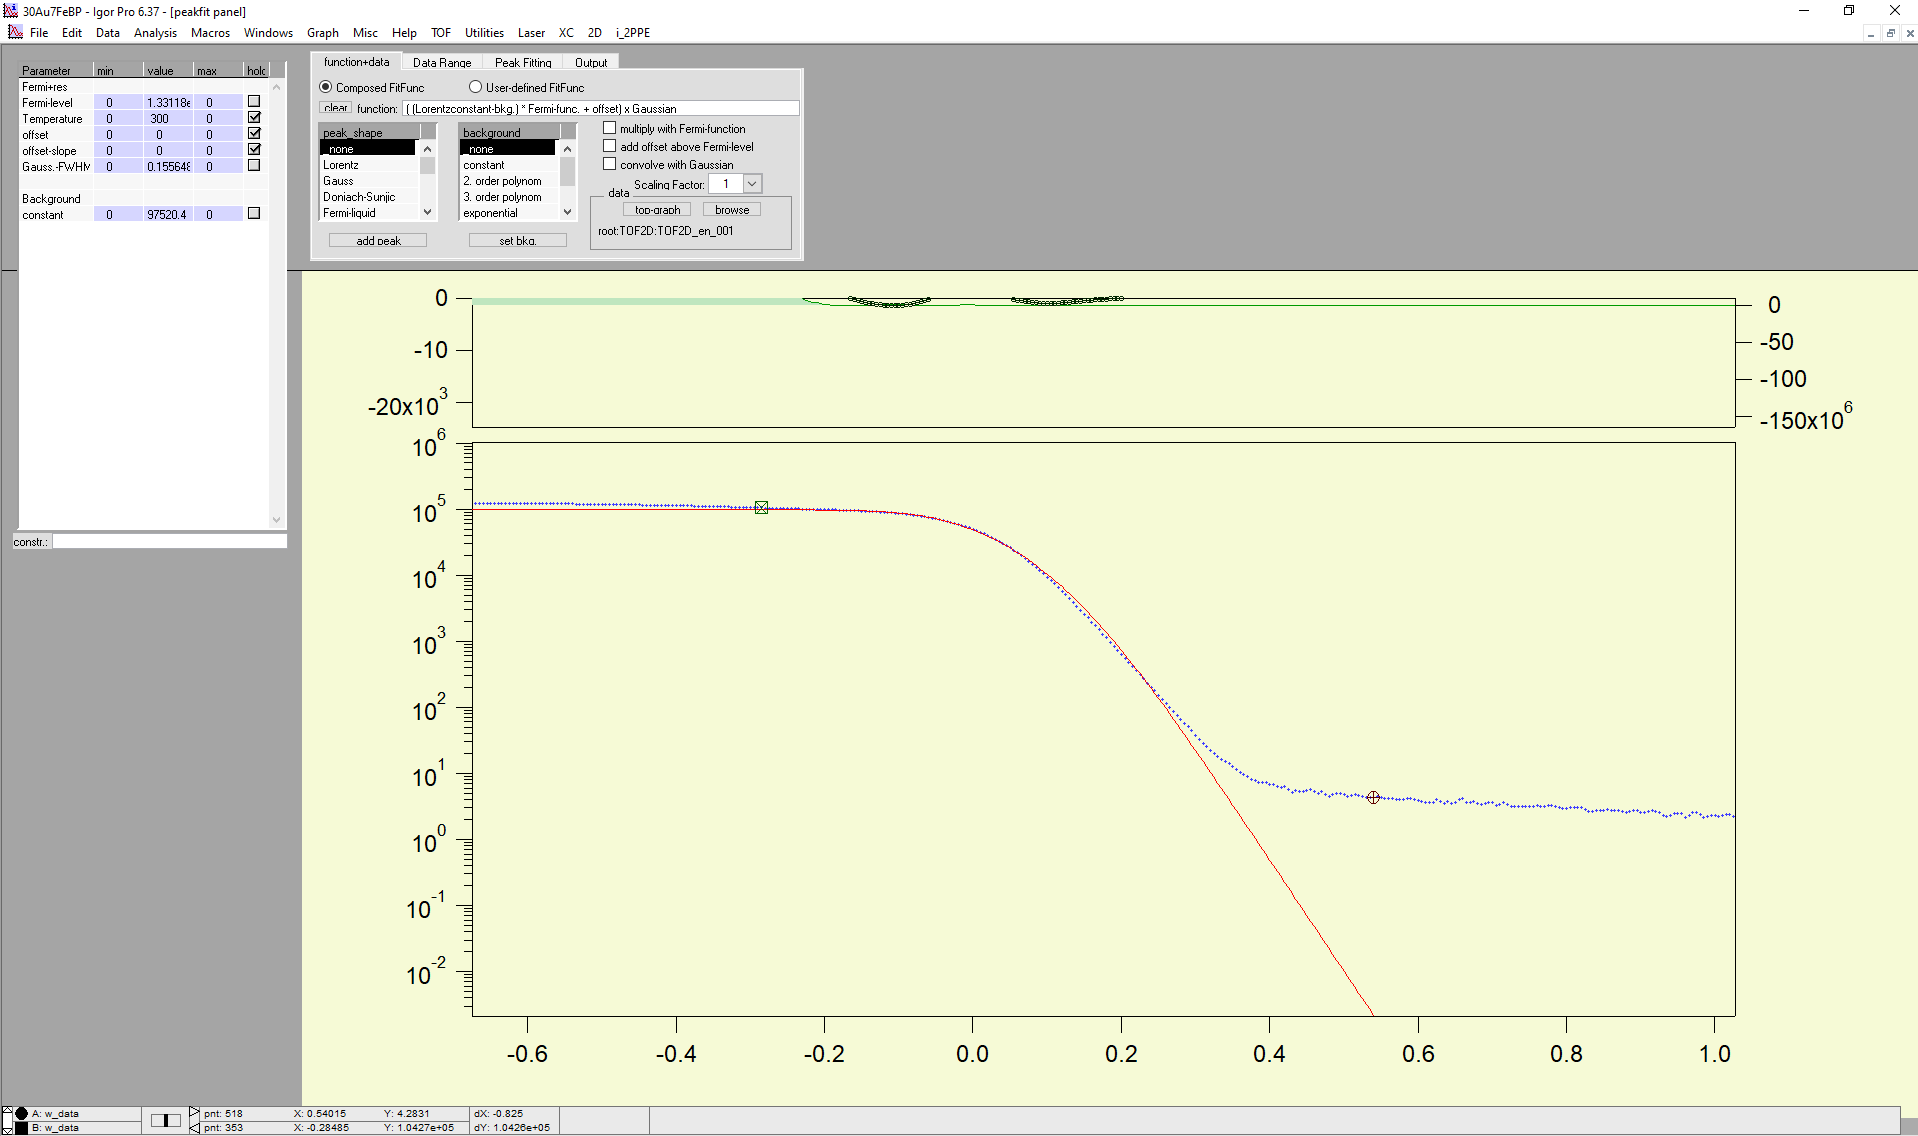 30Au7FeBP - Igor Pro 6.37 - [peakfit panel]
File Edit Data Analysis Macros Windows Graph Misc Help TOF Utilities Laser XC 2D i_2PPE
Parameter min value max holc
Fermi+res
Fermi-level 0 1.33118e 0
Temperature 0 300 0
offset 0 0 0
offset-slope 0 0 0
Gauss.-FWHM 0 0.155648 0
Background
constant 0 97520.4 0
constr.:
function+data Data Range Peak Fitting Output
Composed FitFunc User-defined FitFunc
clear function: ( (Lorentzconstant-bkg.) * Fermi-func. + offset) x Gaussian
peak_shape
_none
Lorentz
Gauss
Doniach-Sunjic
Fermi-liquid
add peak
background
_none
constant
2. order polynom
3. order polynom
exponential
set bkg.
multiply with Fermi-function
add offset above Fermi-level
convolve with Gaussian
Scaling Factor: 1
data
top-graph browse
root:TOF2D:TOF2D_en_001
0
-10
-20x10^3
0
-50
-100
-150x10^6
10^6
10^5
10^4
10^3
10^2
10^1
10^0
10^-1
10^-2
-0.6 -0.4 -0.2 0.0 0.2 0.4 0.6 0.8 1.0
A: w_data pnt: 518 X: 0.54015 Y: 4.2831 dX: -0.825
B: w_data pnt: 353 X: -0.28485 Y: 1.0427e+05 dY: 1.0426e+05